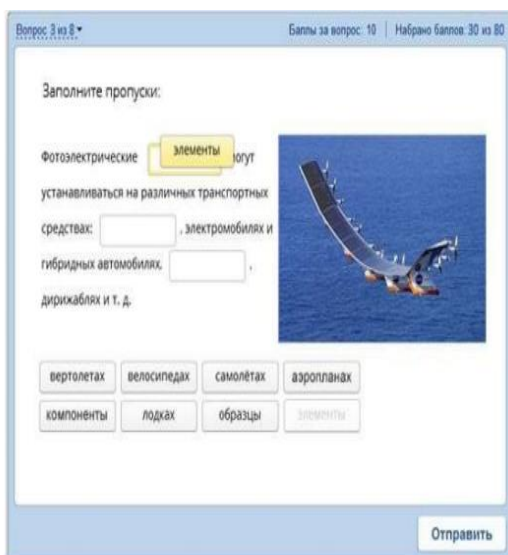 Вопрос 3 из 8 Баллы за вопрос: 10 | Набрано баллов: 30 из 80
Заполните пропуски:
Фотоэлектрические элементы могут
устанавливаться на различных транспортных
средствах: , электромобилях и
гибридных автомобилях, ,
дирижаблях и т. д.
вертолетах велосипедах самолётах аэропланах
компоненты лодках образцы элементы
Отправить